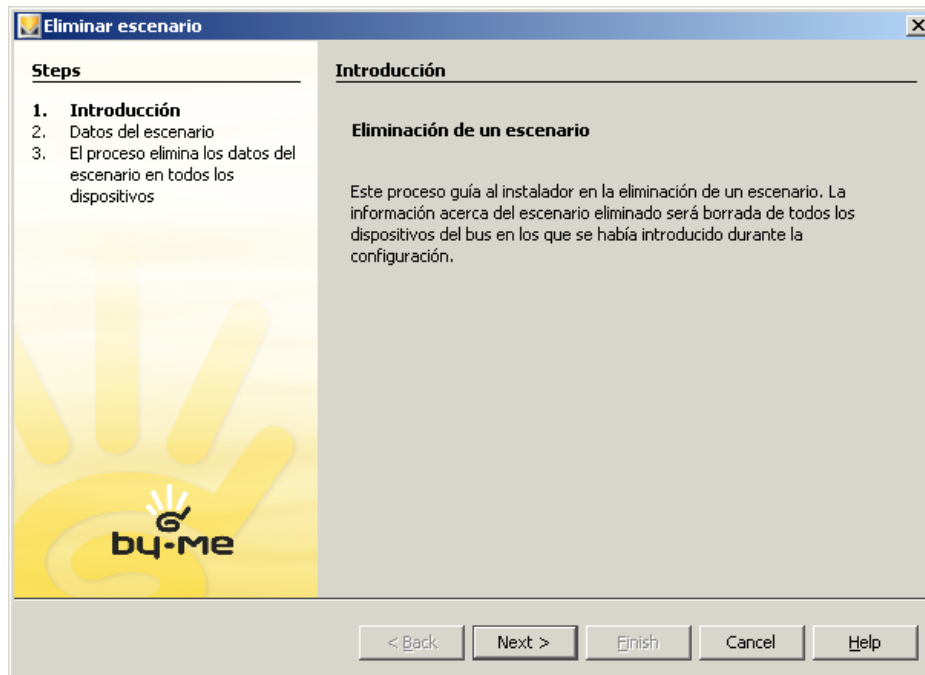 Eliminar escenario
Steps
1. Introducción
2. Datos del escenario
3. El proceso elimina los datos del
escenario en todos los
dispositivos
by-me
Introducción
Eliminación de un escenario
Este proceso guía al instalador en la eliminación de un escenario. La
información acerca del escenario eliminado será borrada de todos los
dispositivos del bus en los que se había introducido durante la
configuración.
< Back
Next >
Finish
Cancel
Help